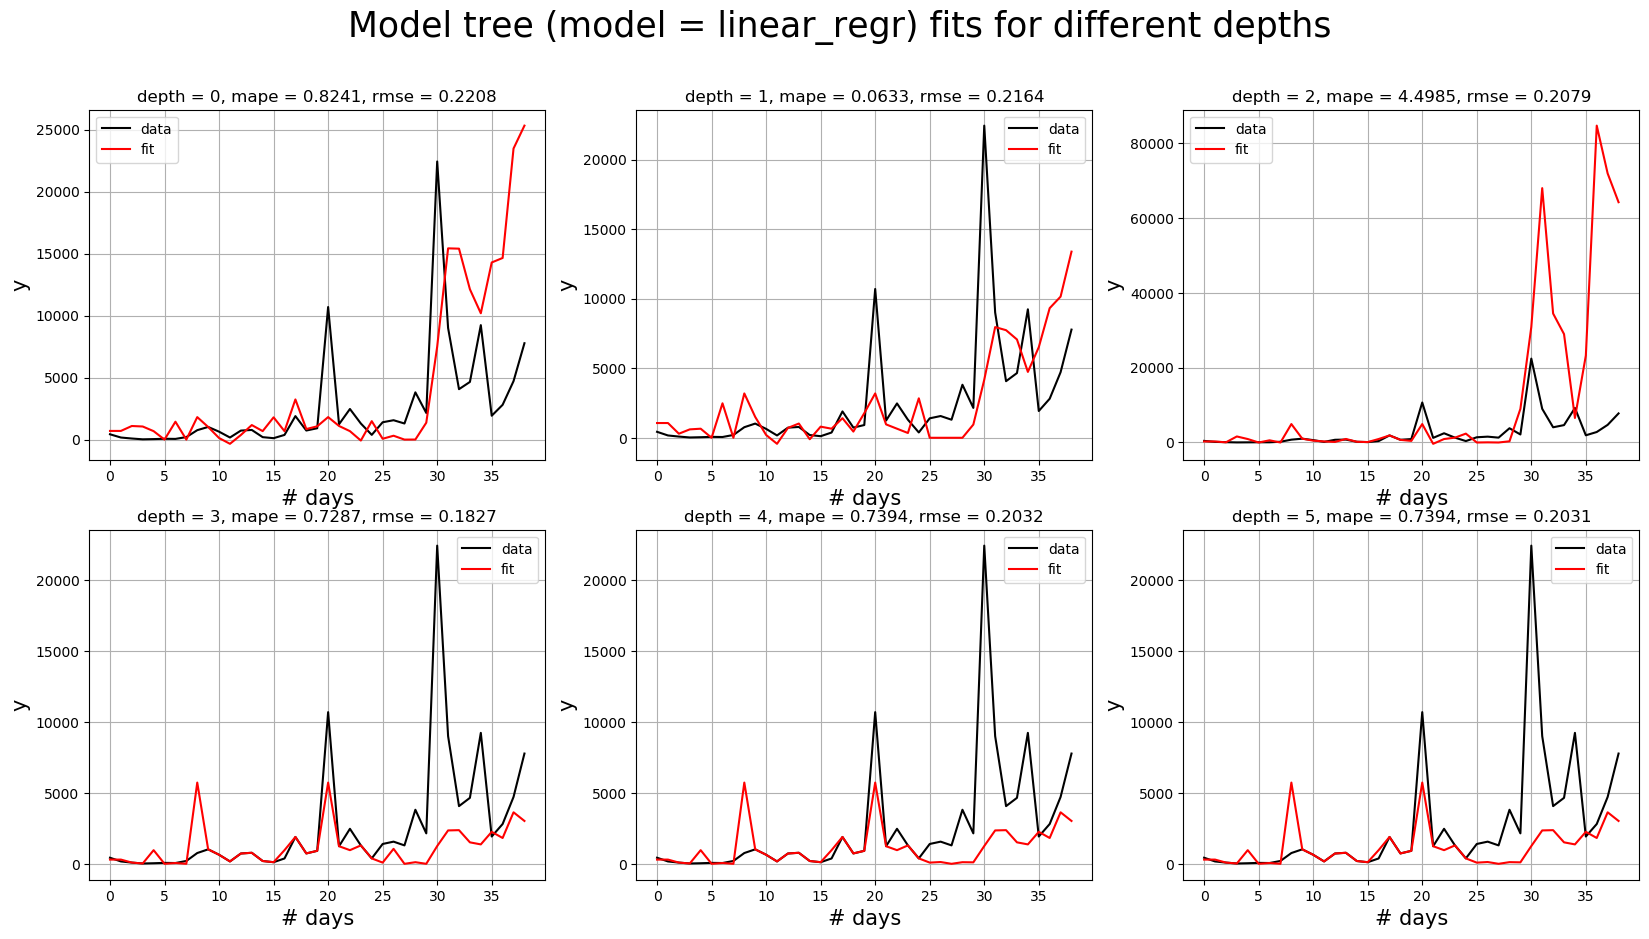 Model tree (model = linear_regr) fits for different depths
depth = 0, mape = 0.8241, rmse = 0.2208
25000
20000
15000
10000
5000
0
y
data
fit
0 5 10 15 20 25 30 35
# days
depth = 1, mape = 0.0633, rmse = 0.2164
20000
15000
10000
5000
0
y
data
fit
0 5 10 15 20 25 30 35
# days
depth = 2, mape = 4.4985, rmse = 0.2079
80000
60000
40000
20000
0
y
data
fit
0 5 10 15 20 25 30 35
# days
depth = 3, mape = 0.7287, rmse = 0.1827
20000
15000
10000
5000
0
y
data
fit
0 5 10 15 20 25 30 35
# days
depth = 4, mape = 0.7394, rmse = 0.2032
20000
15000
10000
5000
0
y
data
fit
0 5 10 15 20 25 30 35
# days
depth = 5, mape = 0.7394, rmse = 0.2031
20000
15000
10000
5000
0
y
data
fit
0 5 10 15 20 25 30 35
# days